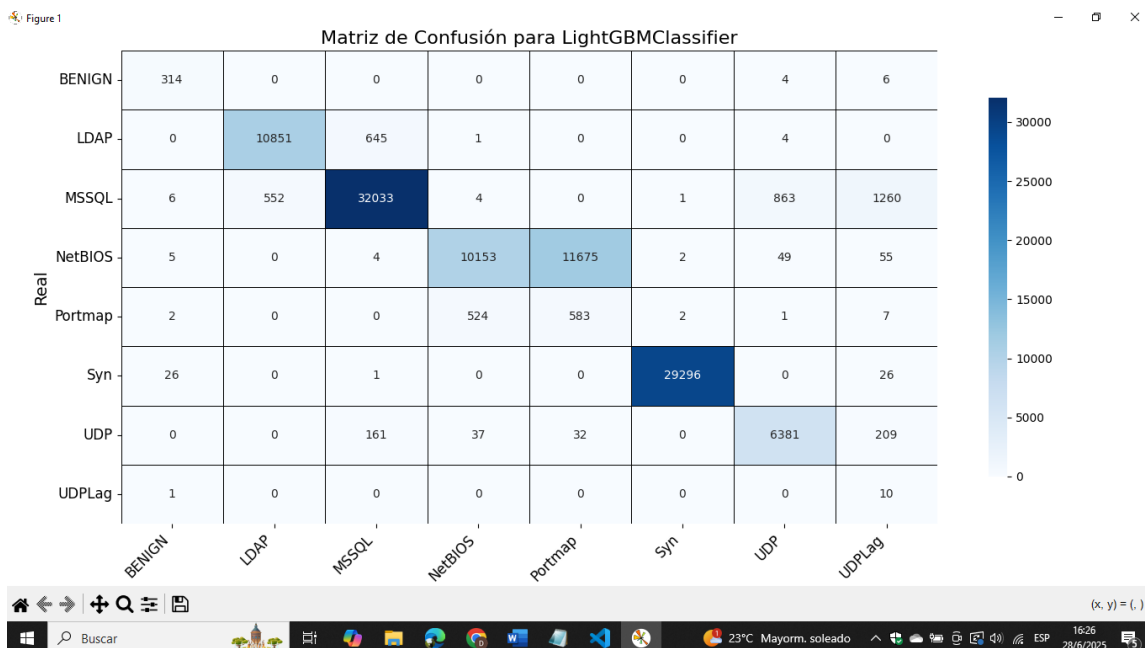 Figure 1
Matriz de Confusión para LightGBMClassifier
BENIGN 314 0 0 0 0 0 4 6
LDAP 0 10851 645 1 0 0 4 0
MSSQL 6 552 32033 4 0 1 863 1260
NetBIOS 5 0 4 10153 11675 2 49 55
Portmap 2 0 0 524 583 2 1 7
Syn 26 0 1 0 0 29296 0 26
UDP 0 0 161 37 32 0 6381 209
UDPLag 1 0 0 0 0 0 0 10
Real
BENIGN LDAP MSSQL NetBIOS Portmap Syn UDP UDPLag
30000
25000
20000
15000
10000
5000
0
(x, y) = (, )
Buscar
23°C Mayorm. soleado
ESP
16:26
28/6/2025